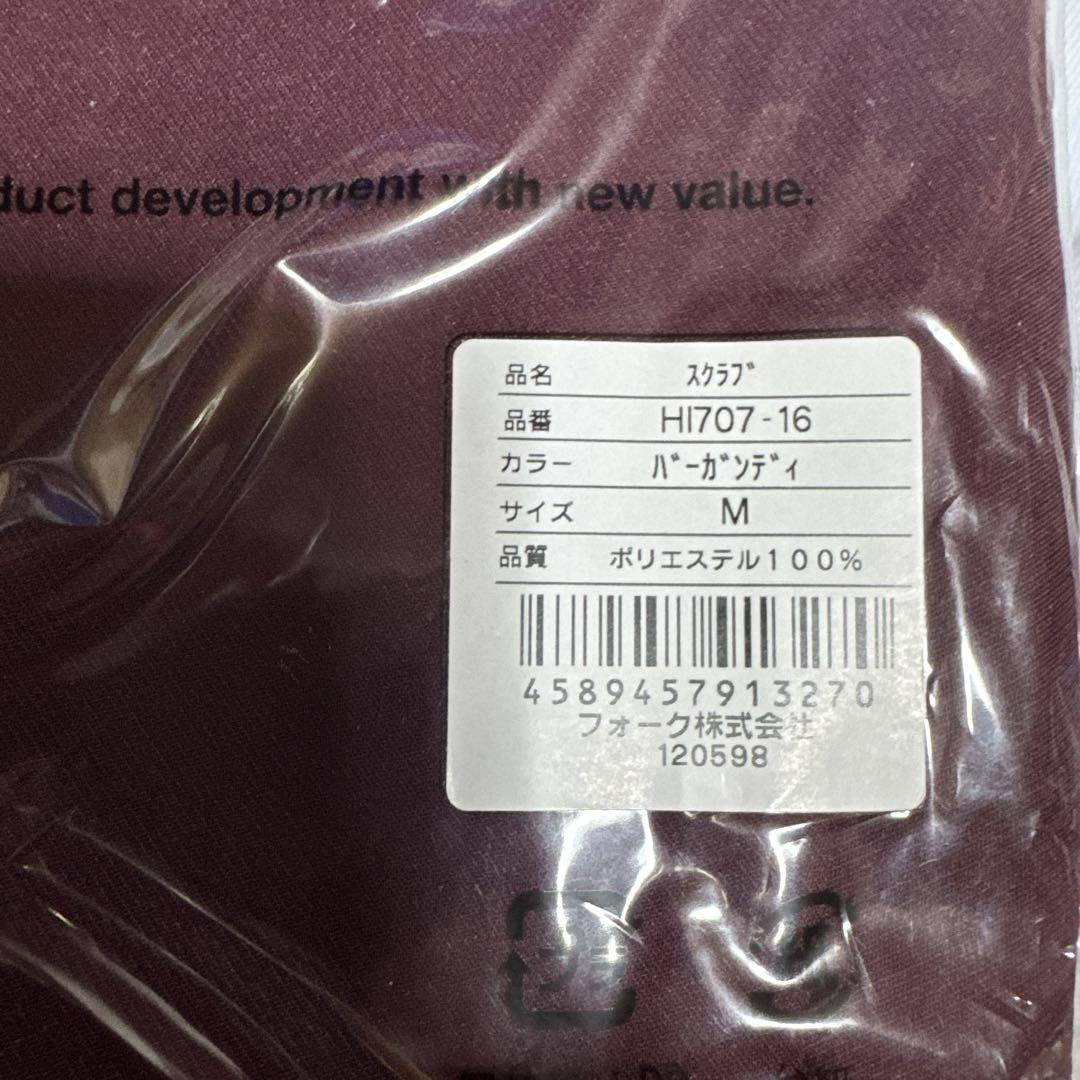 duct development with new value.
品名 ｽｸﾗﾌﾞ
品番 HI707-16
カラー ﾊﾞｰｶﾞﾝﾃﾞｨ
サイズ M
品質 ポリエステル１００％
4589457913270
フォーク株式会社
120598
プラ